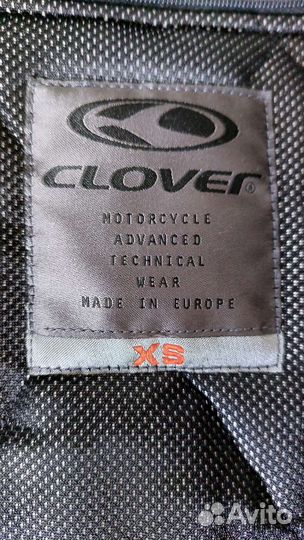 CLOVER®
MOTORCYCLE
ADVANCED
TECHNICAL
WEAR
MADE IN EUROPE
XS
Avito